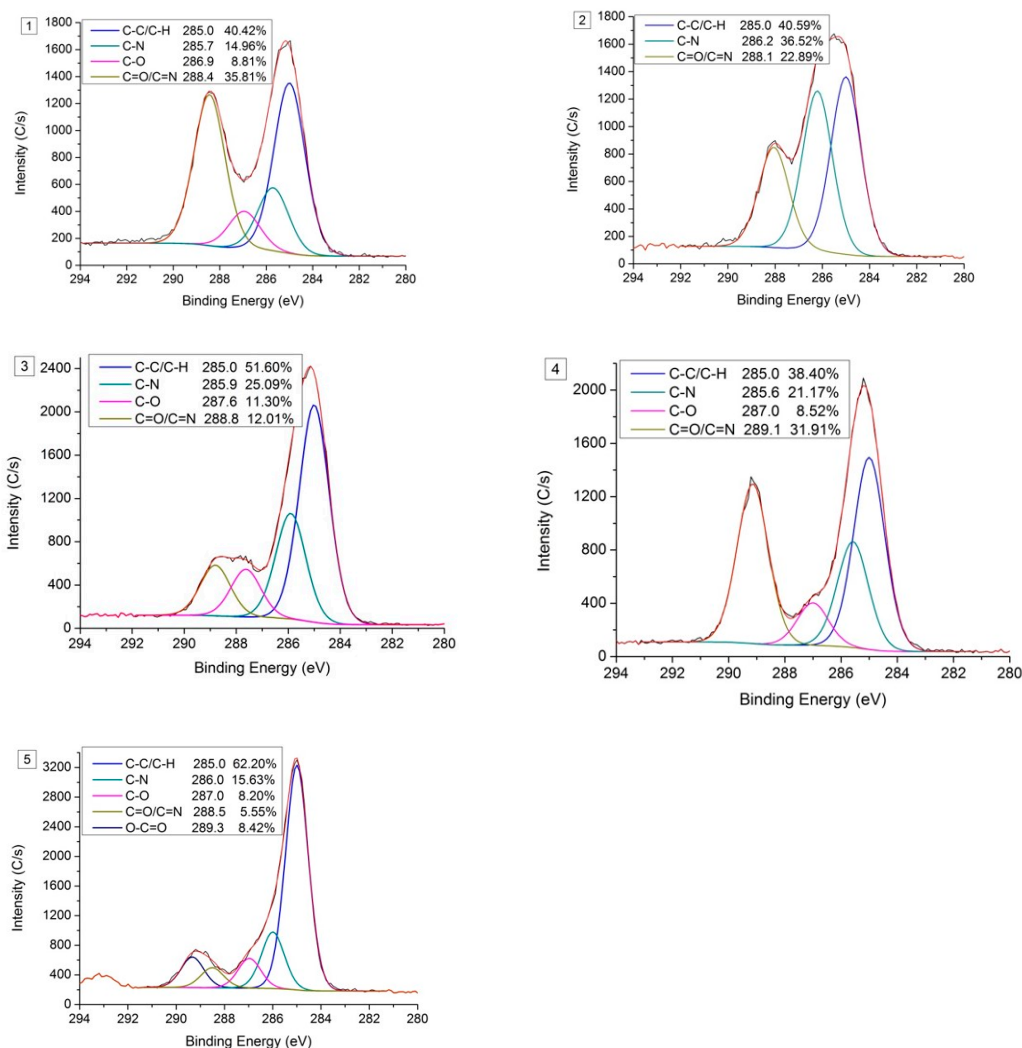 1
C-C/C-H 285.0 40.42%
C-N 285.7 14.96%
C-O 286.9 8.81%
C=O/C=N 288.4 35.81%
1800
1600
1400
1200
1000
800
600
400
200
0
Intensity (C/s)
294 292 290 288 286 284 282 280
Binding Energy (eV)
2
C-C/C-H 285.0 40.59%
C-N 286.2 36.52%
C=O/C=N 288.1 22.89%
1800
1600
1400
1200
1000
800
600
400
200
0
Intensity (C/s)
294 292 290 288 286 284 282 280
Binding Energy (eV)
3
C-C/C-H 285.0 51.60%
C-N 285.9 25.09%
C-O 287.6 11.30%
C=O/C=N 288.8 12.01%
2400
2000
1600
1200
800
400
0
Intensity (C/s)
294 292 290 288 286 284 282 280
Binding Energy (eV)
4
C-C/C-H 285.0 38.40%
C-N 285.6 21.17%
C-O 287.0 8.52%
C=O/C=N 289.1 31.91%
2000
1600
1200
800
400
0
Intensity (C/s)
294 292 290 288 286 284 282 280
Binding Energy (eV)
5
C-C/C-H 285.0 62.20%
C-N 286.0 15.63%
C-O 287.0 8.20%
C=O/C=N 288.5 5.55%
O-C=O 289.3 8.42%
3200
2800
2400
2000
1600
1200
800
400
0
Intensity (C/s)
294 292 290 288 286 284 282 280
Binding Energy (eV)